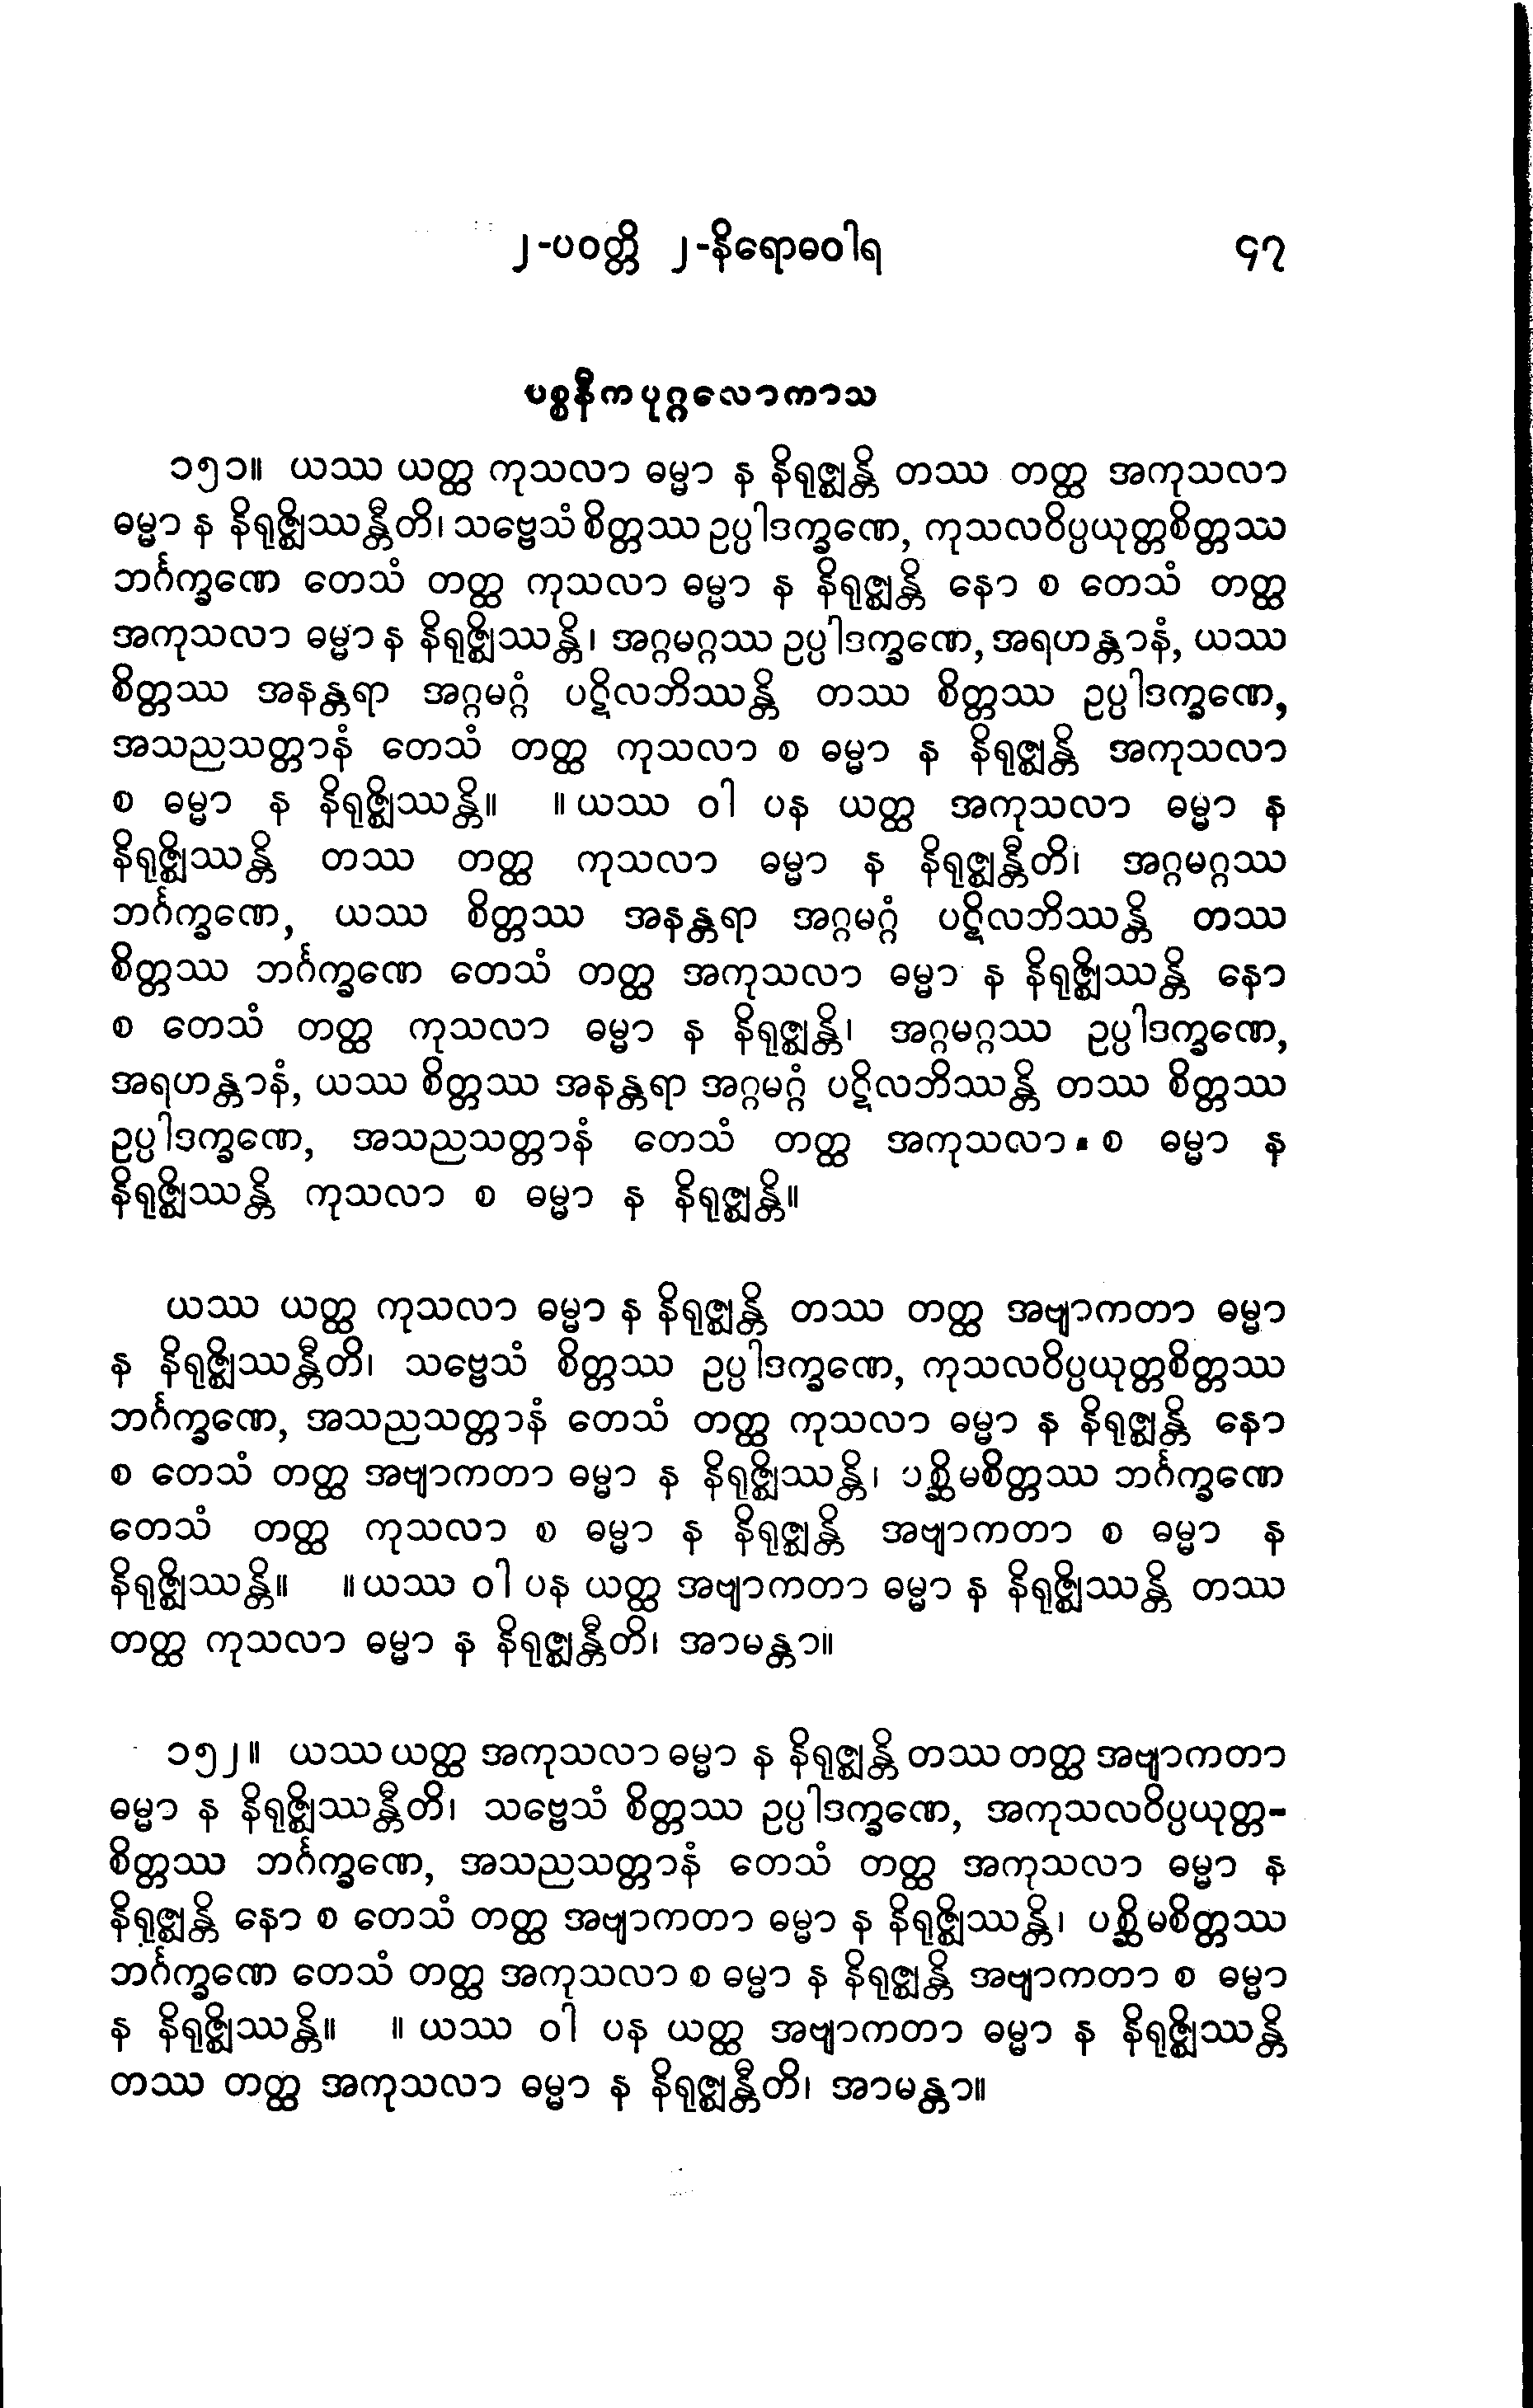 ၂-ပဝတ္တိ ၂-နိရောဓဝါရ ၄၇
ပစ္စနီကပုဂ္ဂလောကာသ
၁၅၁။ ယဿ ယတ္ထ ကုသလာ ဓမ္မာ န နိရုဇ္ဈန္တိ တဿ တတ္ထ အကုသလာ
ဓမ္မာ န နိရုဇ္ဈိဿန္တီတိ၊ သဗ္ဗေသံ စိတ္တဿ ဥပ္ပါဒက္ခဏေ, ကုသလဝိပ္ပယုတ္တစိတ္တဿ
ဘင်္ဂက္ခဏေ တေသံ တတ္ထ ကုသလာ ဓမ္မာ န နိရုဇ္ဈန္တိ နော စ တေသံ တတ္ထ
အကုသလာ ဓမ္မာ န နိရုဇ္ဈိဿန္တိ၊ အဂ္ဂမဂ္ဂဿ ဥပ္ပါဒက္ခဏေ, အရဟန္တာနံ, ယဿ
စိတ္တဿ အနန္တရာ အဂ္ဂမဂ္ဂံ ပဋိလဘိဿန္တိ တဿ စိတ္တဿ ဥပ္ပါဒက္ခဏေ,
အသညသတ္တာနံ တေသံ တတ္ထ ကုသလာ စ ဓမ္မာ န နိရုဇ္ဈန္တိ အကုသလာ
စ ဓမ္မာ န နိရုဇ္ဈိဿန္တိ။ ။ ယဿ ဝါ ပန ယတ္ထ အကုသလာ ဓမ္မာ န
နိရုဇ္ဈိဿန္တိ တဿ တတ္ထ ကုသလာ ဓမ္မာ န နိရုဇ္ဈန္တီတိ၊ အဂ္ဂမဂ္ဂဿ
ဘင်္ဂက္ခဏေ, ယဿ စိတ္တဿ အနန္တရာ အဂ္ဂမဂ္ဂံ ပဋိလဘိဿန္တိ တဿ
စိတ္တဿ ဘင်္ဂက္ခဏေ တေသံ တတ္ထ အကုသလာ ဓမ္မာ န နိရုဇ္ဈိဿန္တိ နော
စ တေသံ တတ္ထ ကုသလာ ဓမ္မာ န နိရုဇ္ဈန္တိ၊ အဂ္ဂမဂ္ဂဿ ဥပ္ပါဒက္ခဏေ,
အရဟန္တာနံ, ယဿ စိတ္တဿ အနန္တရာ အဂ္ဂမဂ္ဂံ ပဋိလဘိဿန္တိ တဿ စိတ္တဿ
ဥပ္ပါဒက္ခဏေ, အသညသတ္တာနံ တေသံ တတ္ထ အကုသလာ စ ဓမ္မာ န
နိရုဇ္ဈိဿန္တိ ကုသလာ စ ဓမ္မာ န နိရုဇ္ဈန္တိ။
ယဿ ယတ္ထ ကုသလာ ဓမ္မာ န နိရုဇ္ဈန္တိ တဿ တတ္ထ အဗျာကတာ ဓမ္မာ
န နိရုဇ္ဈိဿန္တီတိ၊ သဗ္ဗေသံ စိတ္တဿ ဥပ္ပါဒက္ခဏေ, ကုသလဝိပ္ပယုတ္တစိတ္တဿ
ဘင်္ဂက္ခဏေ, အသညသတ္တာနံ တေသံ တတ္ထ ကုသလာ ဓမ္မာ န နိရုဇ္ဈန္တိ နော
စ တေသံ တတ္ထ အဗျာကတာ ဓမ္မာ န နိရုဇ္ဈိဿန္တိ၊ ပစ္ဆိမစိတ္တဿ ဘင်္ဂက္ခဏေ
တေသံ တတ္ထ ကုသလာ စ ဓမ္မာ န နိရုဇ္ဈန္တိ အဗျာကတာ စ ဓမ္မာ န
နိရုဇ္ဈိဿန္တိ။ ။ ယဿ ဝါ ပန ယတ္ထ အဗျာကတာ ဓမ္မာ န နိရုဇ္ဈိဿန္တိ တဿ
တတ္ထ ကုသလာ ဓမ္မာ န နိရုဇ္ဈန္တီတိ၊ အာမန္တာ။
၁၅၂။ ယဿ ယတ္ထ အကုသလာ ဓမ္မာ န နိရုဇ္ဈန္တိ တဿ တတ္ထ အဗျာကတာ
ဓမ္မာ န နိရုဇ္ဈိဿန္တီတိ၊ သဗ္ဗေသံ စိတ္တဿ ဥပ္ပါဒက္ခဏေ, အကုသလဝိပ္ပယုတ္တ-
စိတ္တဿ ဘင်္ဂက္ခဏေ, အသညသတ္တာနံ တေသံ တတ္ထ အကုသလာ ဓမ္မာ န
နိရုဇ္ဈန္တိ နော စ တေသံ တတ္ထ အဗျာကတာ ဓမ္မာ န နိရုဇ္ဈိဿန္တိ၊ ပစ္ဆိမစိတ္တဿ
ဘင်္ဂက္ခဏေ တေသံ တတ္ထ အကုသလာ စ ဓမ္မာ န နိရုဇ္ဈန္တိ အဗျာကတာ စ ဓမ္မာ
န နိရုဇ္ဈိဿန္တိ။ ။ ယဿ ဝါ ပန ယတ္ထ အဗျာကတာ ဓမ္မာ န နိရုဇ္ဈိဿန္တိ
တဿ တတ္ထ အကုသလာ ဓမ္မာ န နိရုဇ္ဈန္တီတိ၊ အာမန္တာ။